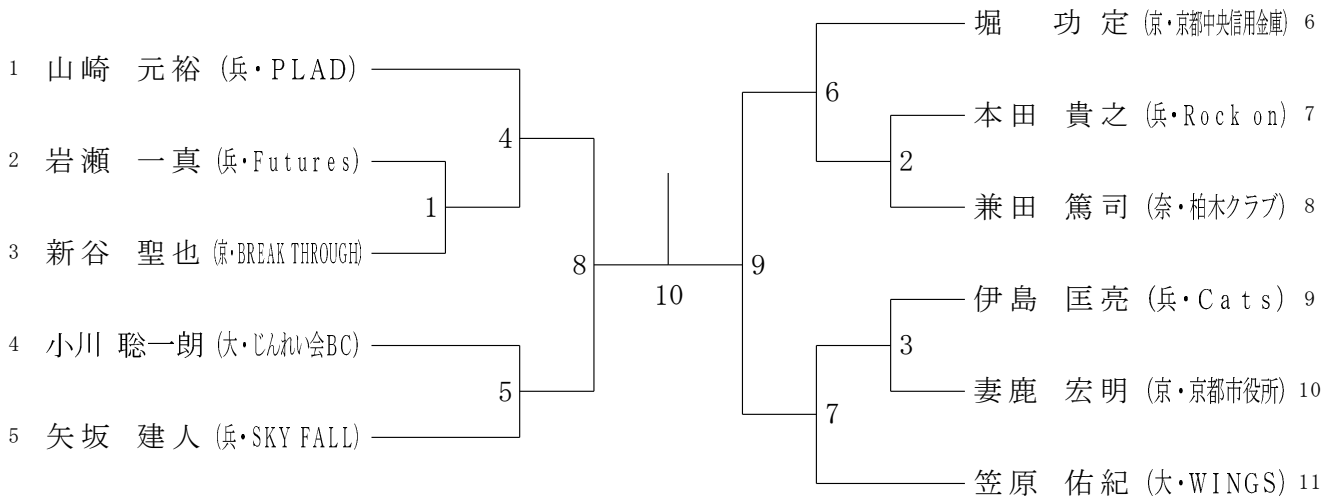 1 山崎 元裕 (兵・PLAD)
2 岩瀬 一真 (兵・Futures)
3 新谷 聖也 (京・BREAK THROUGH)
4 小川 聡一朗 (大・じんれい会BC)
5 矢坂 建人 (兵・SKY FALL)
1
4
5
8
10
9
6
2
3
7
堀 功定 (京・京都中央信用金庫) 6
本田 貴之 (兵・Rock on) 7
兼田 篤司 (奈・柏木クラブ) 8
伊島 匡亮 (兵・Cats) 9
妻鹿 宏明 (京・京都市役所) 10
笠原 佑紀 (大・WINGS) 11